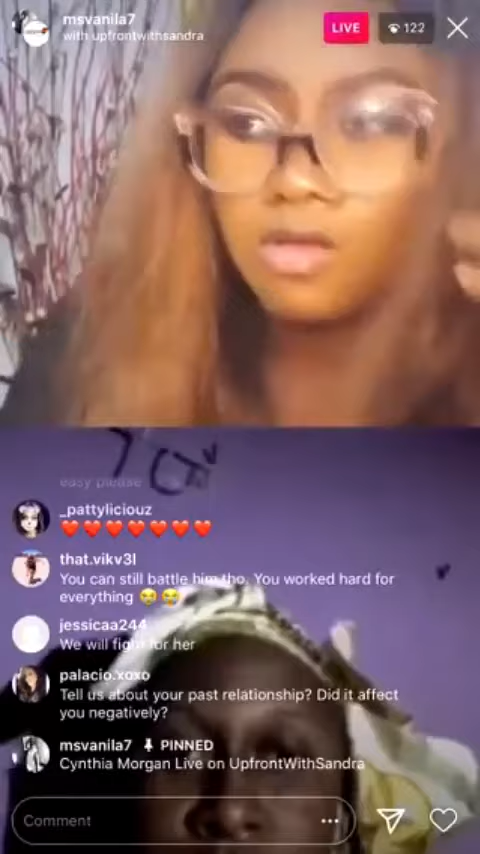 msvanila7
with upfrontwithsandra
LIVE
122
easy please
_pattyliciouz
❤️❤️❤️❤️❤️❤️❤️
that.vikv3l
You can still battle him tho. You worked hard for
everything 😂😂
jessicaa244
We will fight for her
palacio.xoxo
Tell us about your past relationship? Did it affect
you negatively?
msvanila7 📌 PINNED
Cynthia Morgan Live on UpfrontWithSandra
Comment